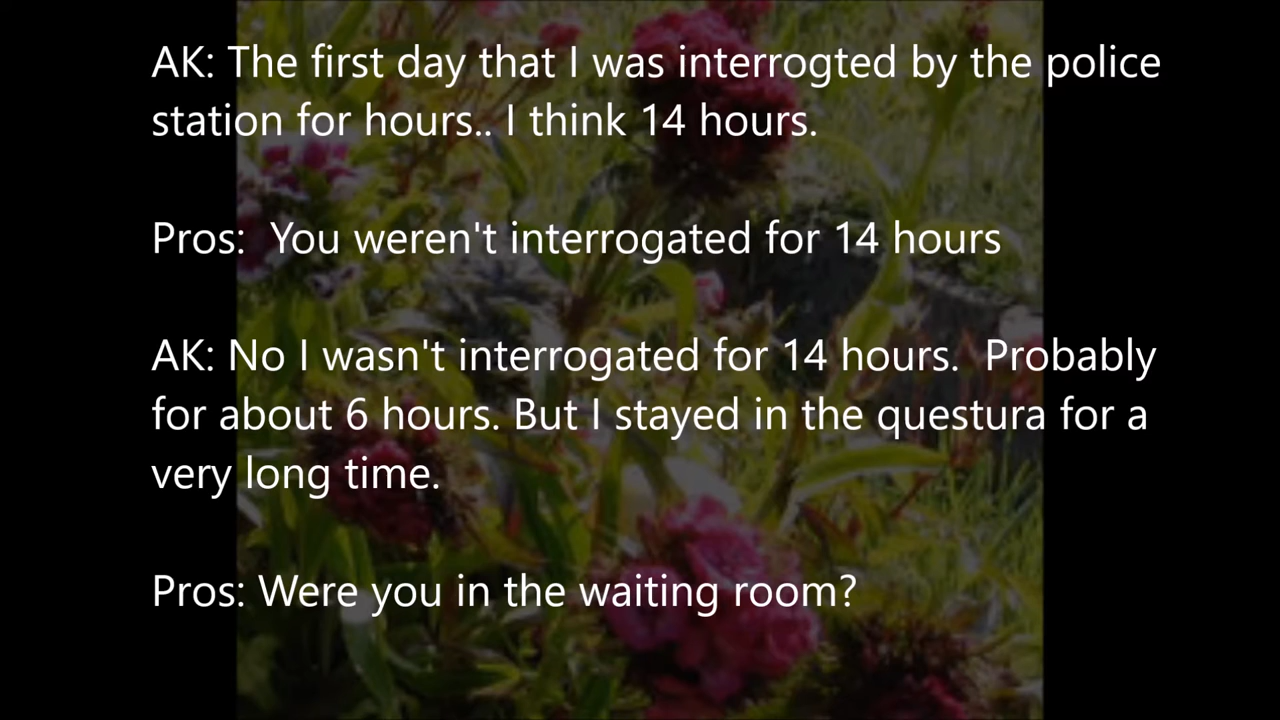 AK: The first day that I was interrogted by the police
station for hours.. I think 14 hours.
Pros:  You weren't interrogated for 14 hours
AK: No I wasn't interrogated for 14 hours.  Probably
for about 6 hours. But I stayed in the questura for a
very long time.
Pros: Were you in the waiting room?